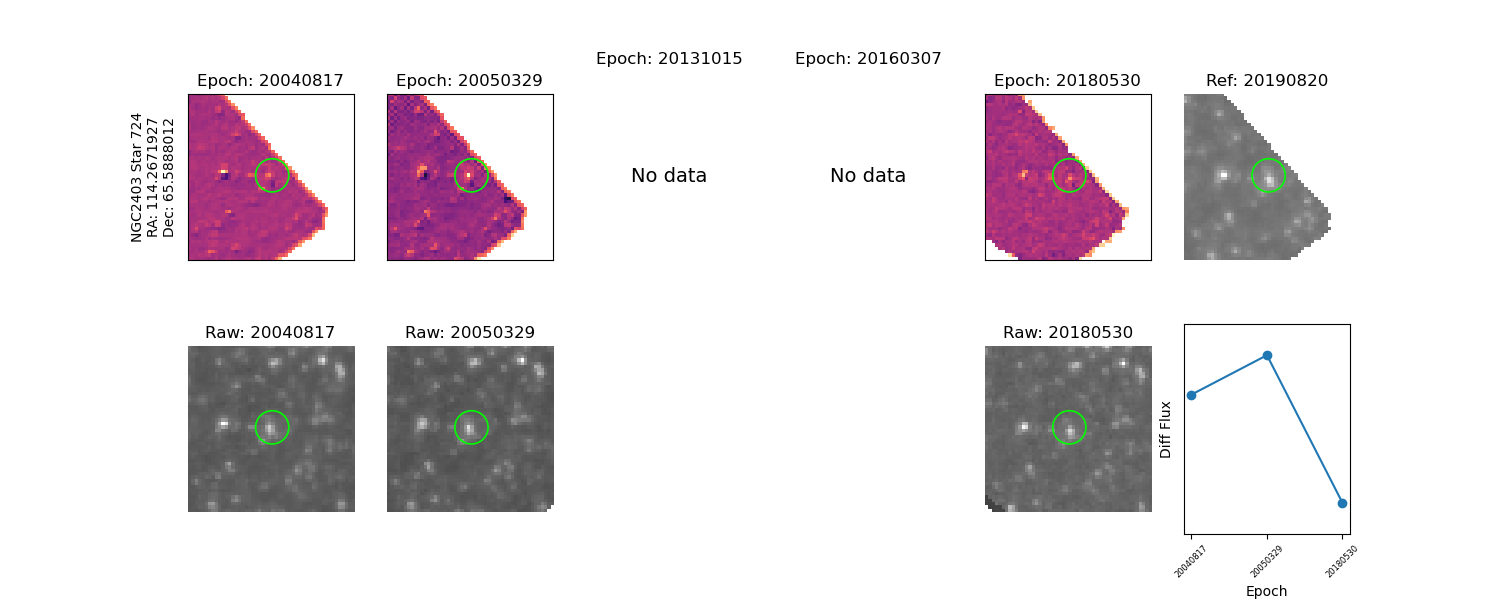 Epoch: 20040817
Epoch: 20050329
Epoch: 20131015
Epoch: 20160307
Epoch: 20180530
Ref: 20190820
NGC2403 Star 724
RA: 114.2671927
Dec: 65.5888012
No data
No data
Raw: 20040817
Raw: 20050329
Raw: 20180530
Diff Flux
20040817
20050329
20180530
Epoch